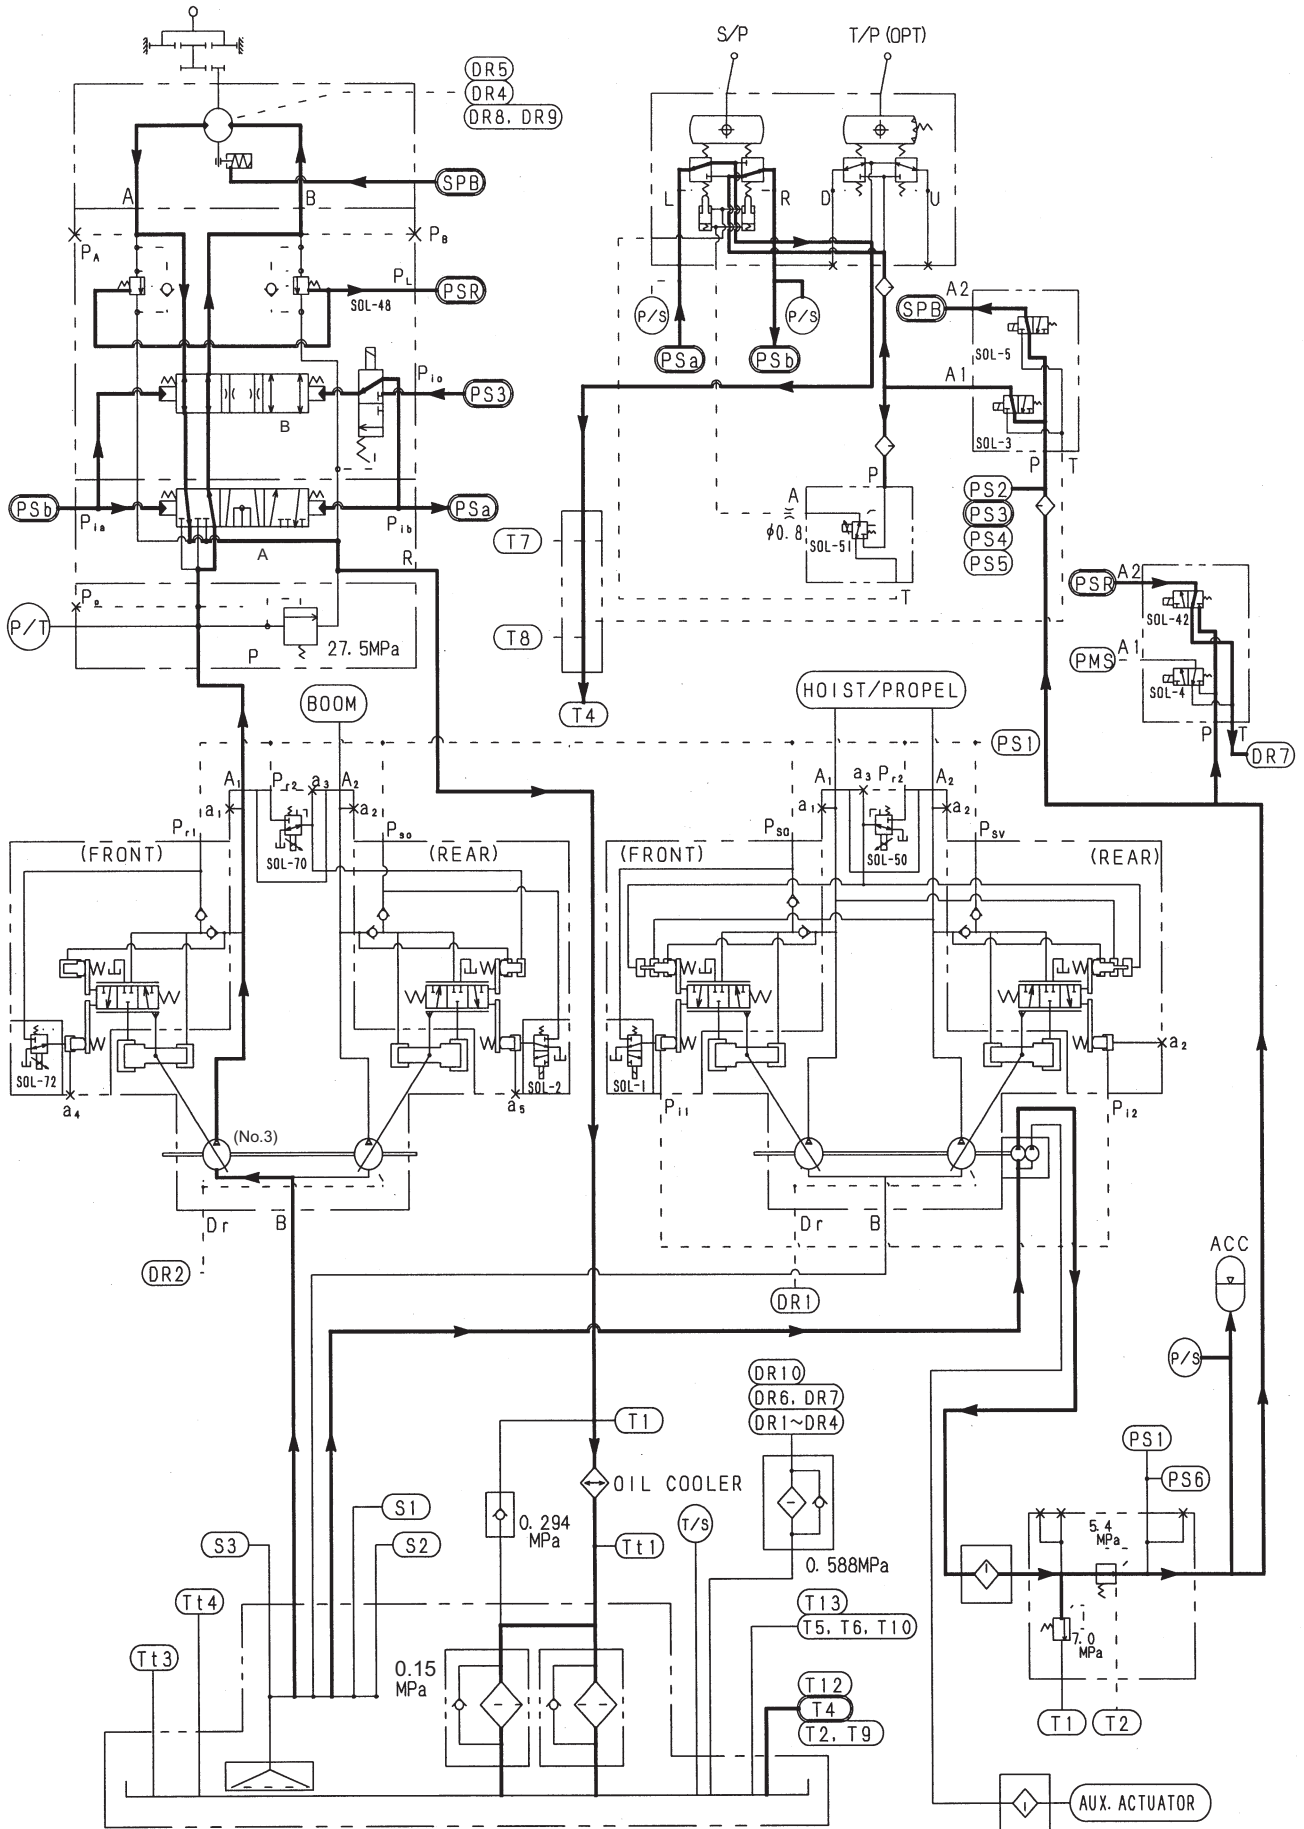 S/P
T/P (OPT)
DR5
DR4
DR8, DR9
SPB
A
B
L
R
D
U
PA
PB
PL
PSR
SOL-48
P/S
P/S
PSa
PSb
SPB
A2
SOL-5
A1
SOL-3
P
T
Pio
PS3
B
PSb
Pia
Pib
PSa
A
R
PS2
PS3
PS4
PS5
A
P
φ0.8
SOL-51
T
T7
T8
T4
Po
P/T
P
27.5MPa
PSR
A2
SOL-42
PMS
A1
SOL-4
P
T
DR7
BOOM
HOIST/PROPEL
PS1
A1
Pr2
a3
A2
a1
a2
Pr1
Pso
SOL-70
(FRONT)
(REAR)
A1
a3
Pr2
A2
a1
a2
Psa
Psv
SOL-50
(FRONT)
(REAR)
SOL-72
a4
SOL-2
a5
SOL-1
Pi1
a2
Pi2
(No.3)
Dr
B
DR2
Dr
B
DR1
ACC
P/S
DR10
DR6, DR7
DR1~DR4
T1
OIL COOLER
PS1
PS6
S1
S2
S3
0.294
MPa
Tt1
T/S
0.588MPa
5.4
MPa
7.0
MPa
Tt4
Tt3
T13
T5, T6, T10
0.15
MPa
T12
T4
T2, T9
T1
T2
AUX. ACTUATOR